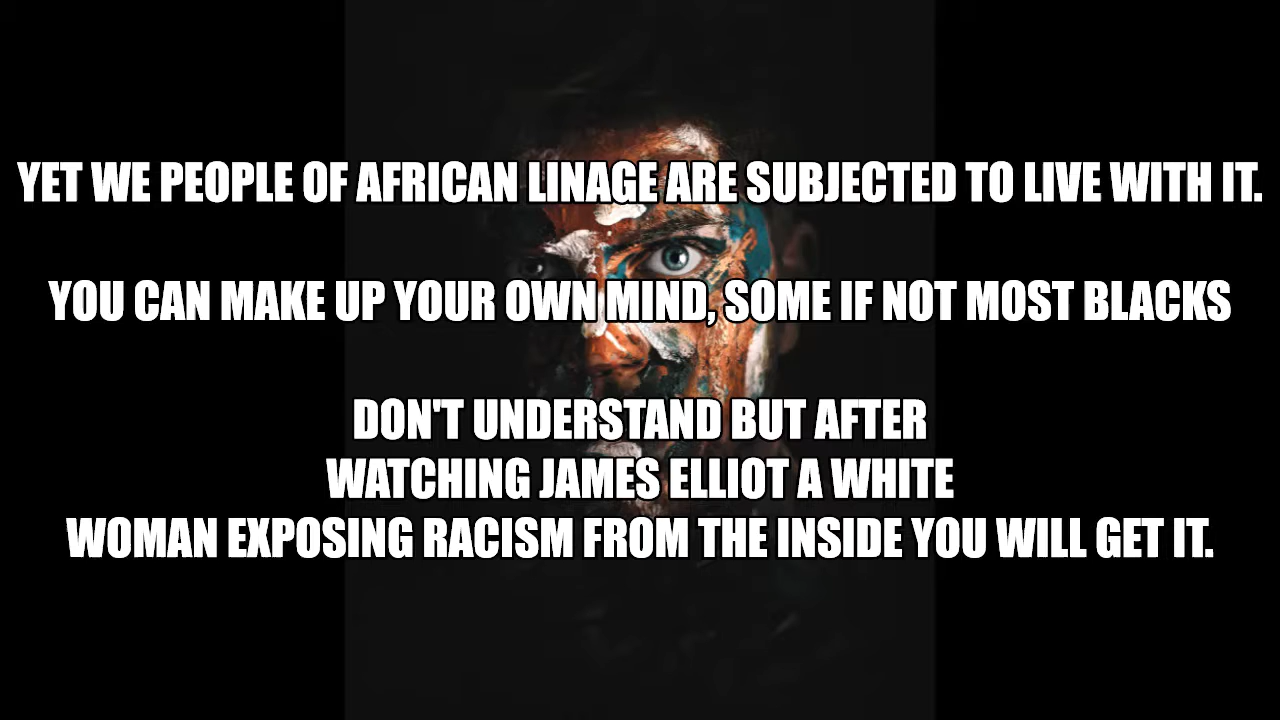 YET WE PEOPLE OF AFRICAN LINAGE ARE SUBJECTED TO LIVE WITH IT.
YOU CAN MAKE UP YOUR OWN MIND, SOME IF NOT MOST BLACKS
DON'T UNDERSTAND BUT AFTER
WATCHING JAMES ELLIOT A WHITE
WOMAN EXPOSING RACISM FROM THE INSIDE YOU WILL GET IT.